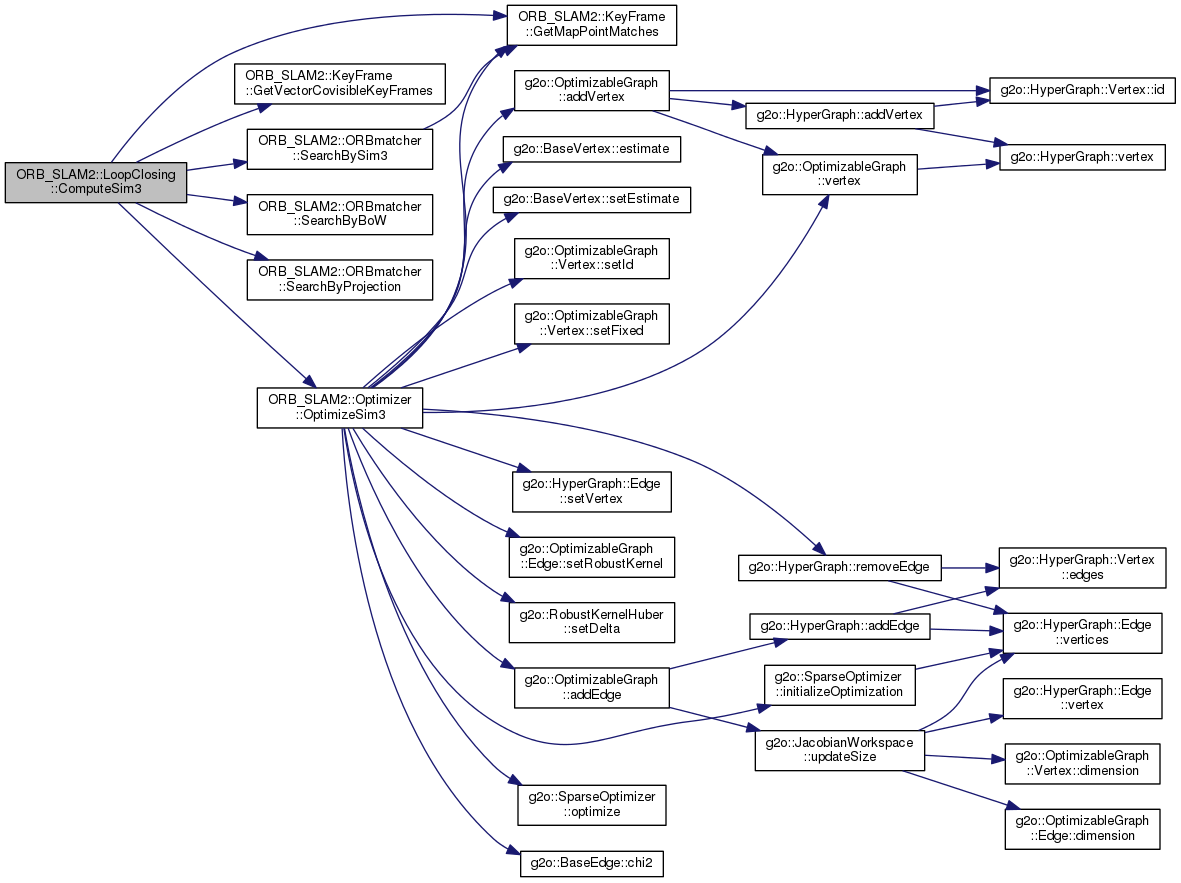 ORB_SLAM2::LoopClosing
::ComputeSim3
ORB_SLAM2::KeyFrame
::GetVectorCovisibleKeyFrames
ORB_SLAM2::ORBmatcher
::SearchBySim3
ORB_SLAM2::ORBmatcher
::SearchByBoW
ORB_SLAM2::ORBmatcher
::SearchByProjection
ORB_SLAM2::Optimizer
::OptimizeSim3
ORB_SLAM2::KeyFrame
::GetMapPointMatches
g2o::OptimizableGraph
::addVertex
g2o::BaseVertex::estimate
g2o::BaseVertex::setEstimate
g2o::OptimizableGraph
::Vertex::setId
g2o::OptimizableGraph
::Vertex::setFixed
g2o::HyperGraph::Edge
::setVertex
g2o::OptimizableGraph
::Edge::setRobustKernel
g2o::RobustKernelHuber
::setDelta
g2o::OptimizableGraph
::addEdge
g2o::SparseOptimizer
::optimize
g2o::BaseEdge::chi2
g2o::HyperGraph::addVertex
g2o::OptimizableGraph
::vertex
g2o::HyperGraph::removeEdge
g2o::HyperGraph::addEdge
g2o::SparseOptimizer
::initializeOptimization
g2o::JacobianWorkspace
::updateSize
g2o::HyperGraph::Vertex::id
g2o::HyperGraph::vertex
g2o::HyperGraph::Vertex
::edges
g2o::HyperGraph::Edge
::vertices
g2o::HyperGraph::Edge
::vertex
g2o::OptimizableGraph
::Vertex::dimension
g2o::OptimizableGraph
::Edge::dimension